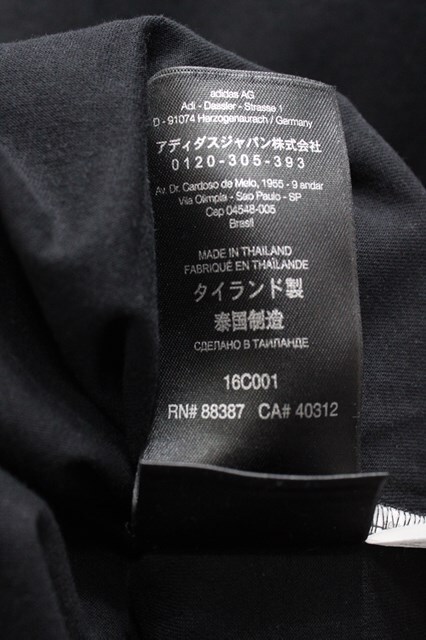 adidas AG
Adi - Dassler - Strasse 1
D - 91074 Herzogenaurach / Germany
アディダスジャパン株式会社
0120-305-393
Av. Dr. Cardoso de Melo, 1955 - 9 andar
Vila Olimpia - Sao Paulo - SP
Cap 04548-005
Brasil
MADE IN THAILAND
FABRIQUÉ EN THAÏLANDE
タイランド製
泰国制造
СДЕЛАНО В ТАИЛАНДЕ
16C001
RN# 88387 CA# 40312